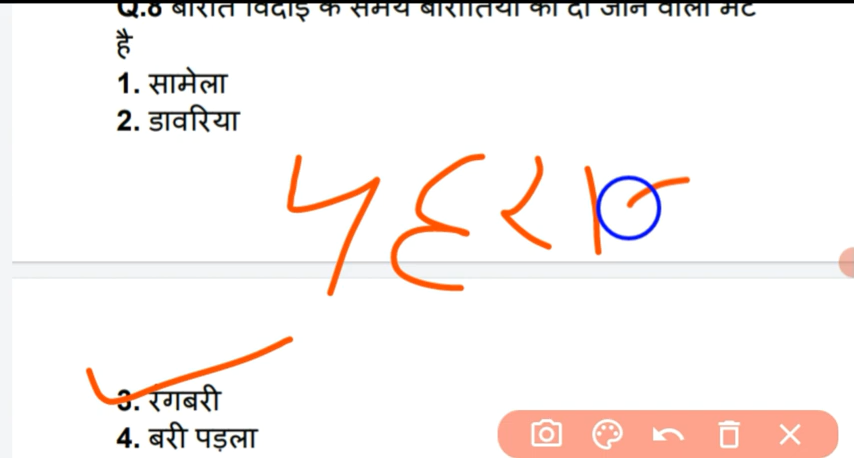 Q.8 बारात विदाई के समय बारातियों को दी जाने वाली भेंट
है
1. सामेला
2. डावरिया
3. रंगबरी
4. बरी पड़ला